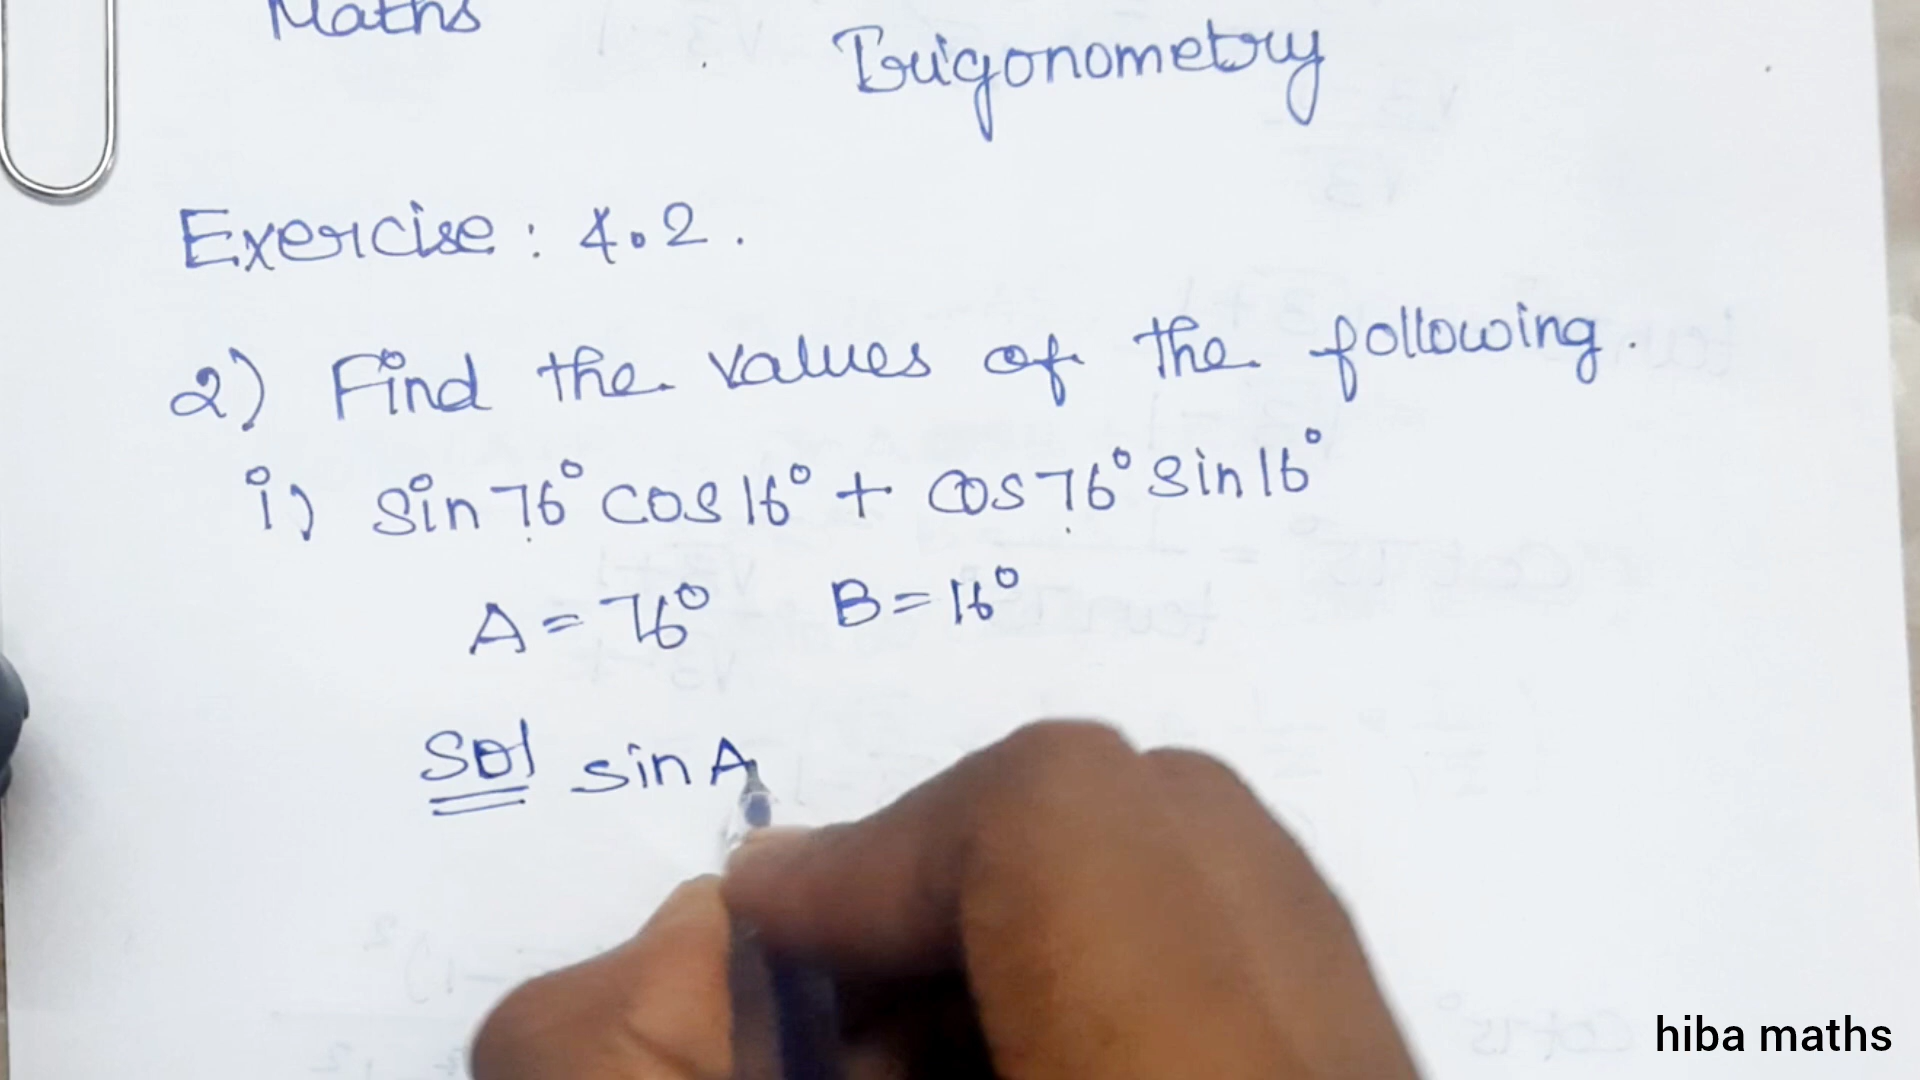 Maths
Trigonometry
Exercise : 4.2.
2) Find the values of the following.
i) sin 76° cos 16° + cos 76° sin 16°
A = 76° B = 16°
Sol sin A
hiba maths